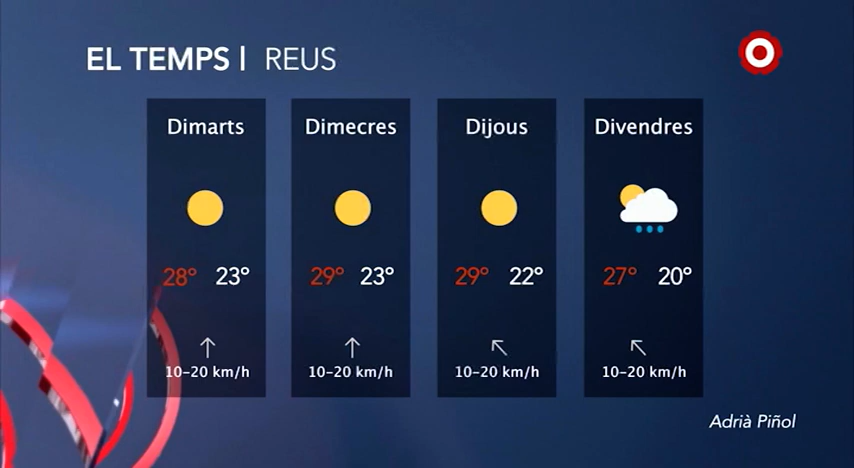 EL TEMPS | REUS
Dimarts
28° 23°
10-20 km/h
Dimecres
29° 23°
10-20 km/h
Dijous
29° 22°
10-20 km/h
Divendres
27° 20°
10-20 km/h
Adrià Piñol